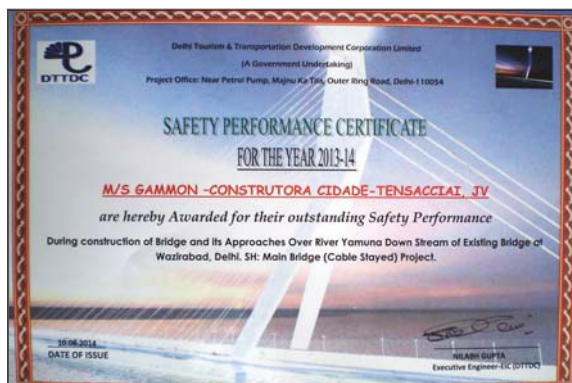 Delhi Tourism & Transportation Development Corporation Limited
(A Government Undertaking)
Project Office: Near Petrol Pump, Majnu Ka Tila, Outer Ring Road, Delhi-110054
DTTDC
SAFETY PERFORMANCE CERTIFICATE
FOR THE YEAR 2013-14
M/S GAMMON -CONSTRUTORA CIDADE-TENSACCIAI, JV
are hereby Awarded for their outstanding Safety Performance
During construction of Bridge and its Approaches Over River Yamuna Down Stream of Existing Bridge at
Wazirabad, Delhi. SH: Main Bridge (Cable Stayed) Project.
10.06.2014
DATE OF ISSUE
NILABH GUPTA
Executive Engineer-EIC (DTTDC)